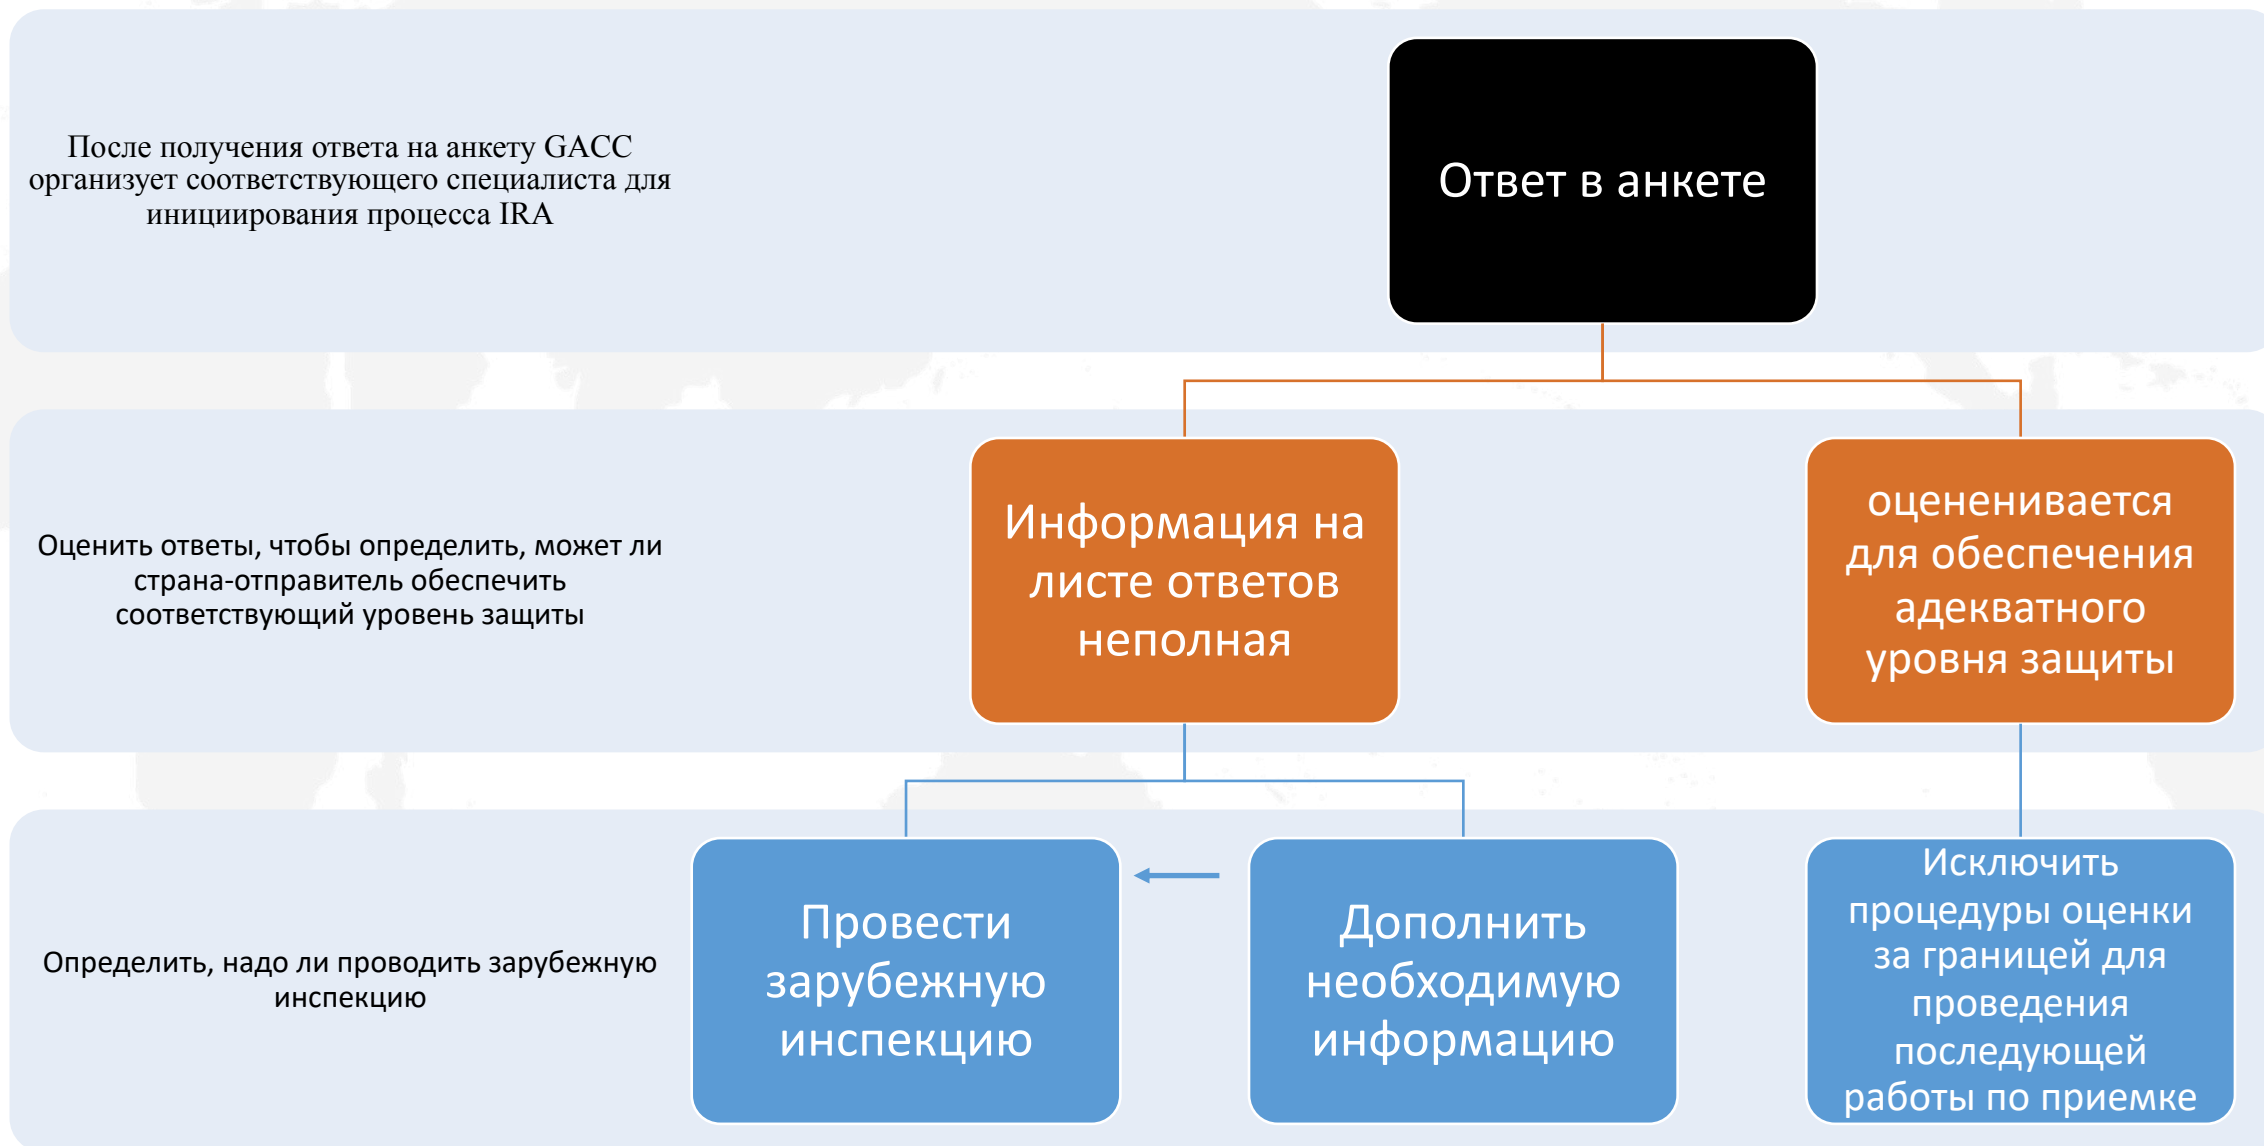 После получения ответа на анкету GACC
организует соответствующего специалиста для
инициирования процесса IRA
Ответ в анкете
Оценить ответы, чтобы определить, может ли
страна-отправитель обеспечить
соответствующий уровень защиты
Информация на
листе ответов
неполная
оцененивается
для обеспечения
адекватного
уровня защиты
Определить, надо ли проводить зарубежную
инспекцию
Провести
зарубежную
инспекцию
Дополнить
необходимую
информацию
Исключить
процедуры оценки
за границей для
проведения
последующей
работы по приемке